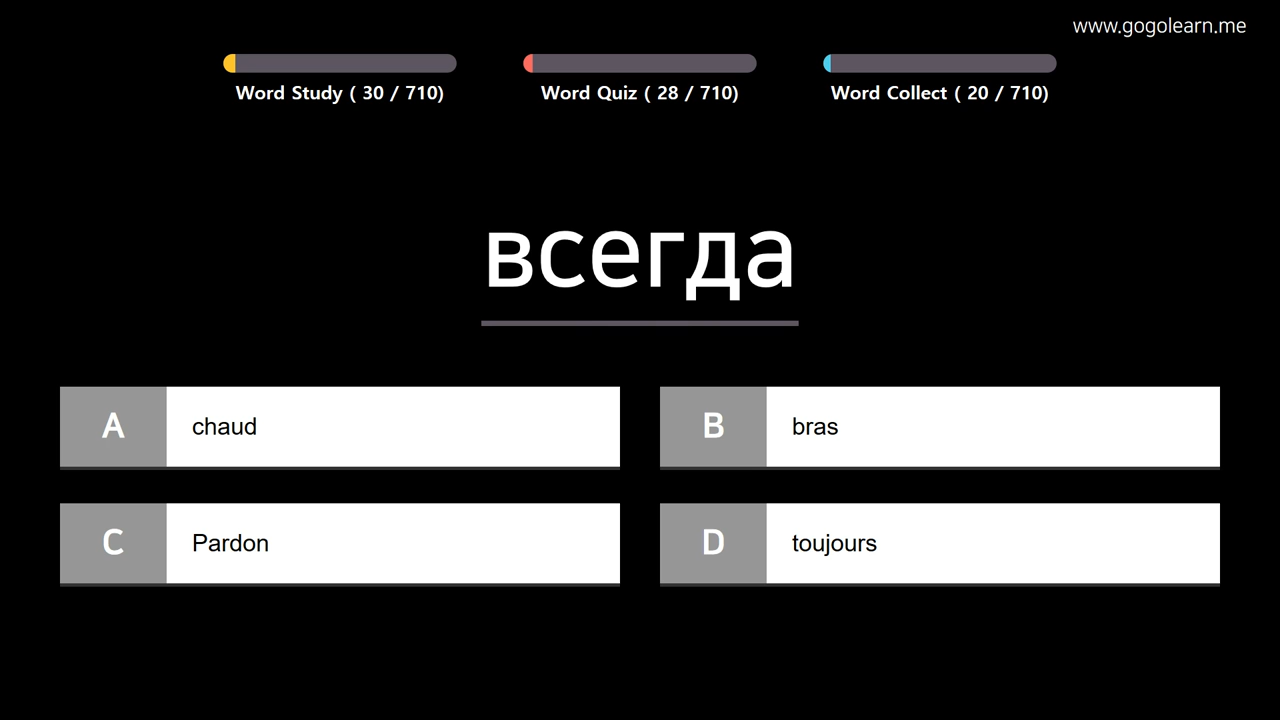 www.gogolearn.me
Word Study ( 30 / 710)
Word Quiz ( 28 / 710)
Word Collect ( 20 / 710)
всегда
A chaud
B bras
C Pardon
D toujours